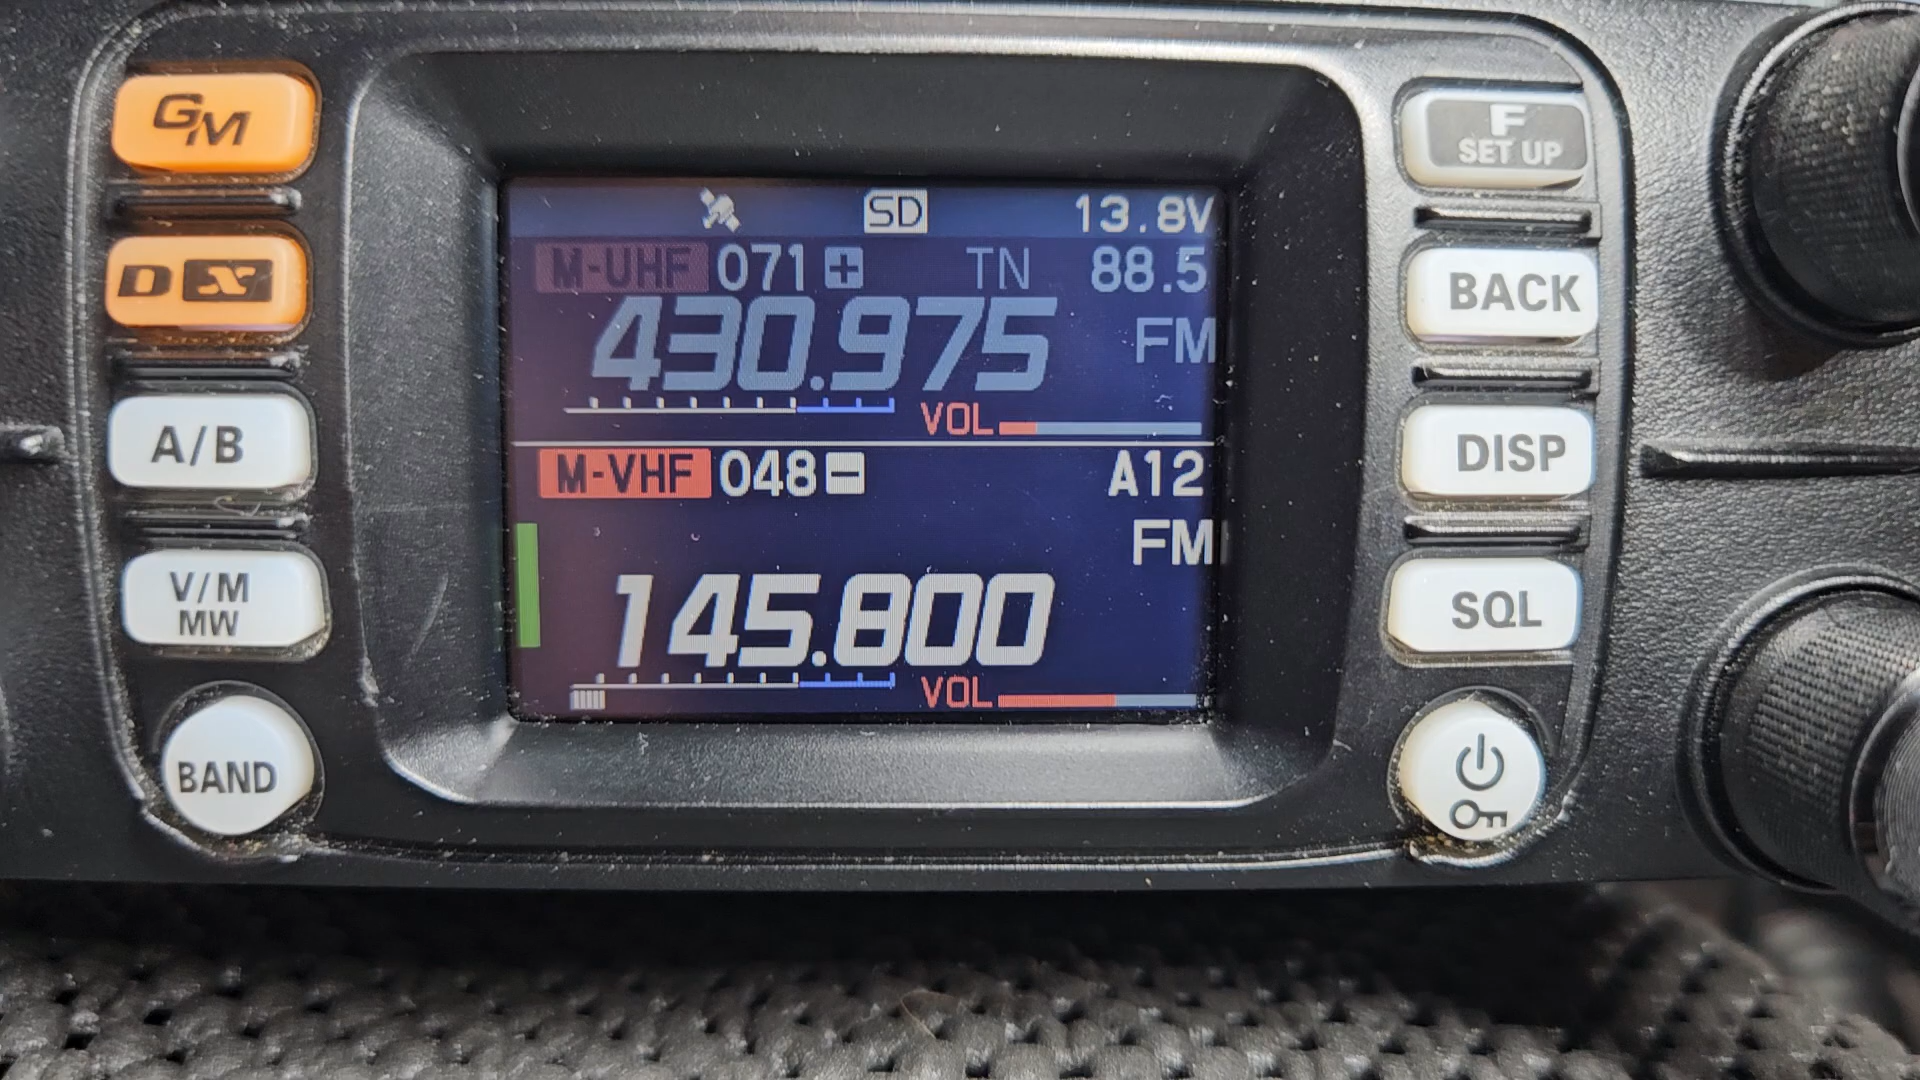 GM
DX
A/B
V/M
MW
BAND
SD 13.8V
M-UHF 071 + TN 88.5
430.975 FM
VOL
M-VHF 048 - A12
FM
145.800
VOL
F
SET UP
BACK
DISP
SQL